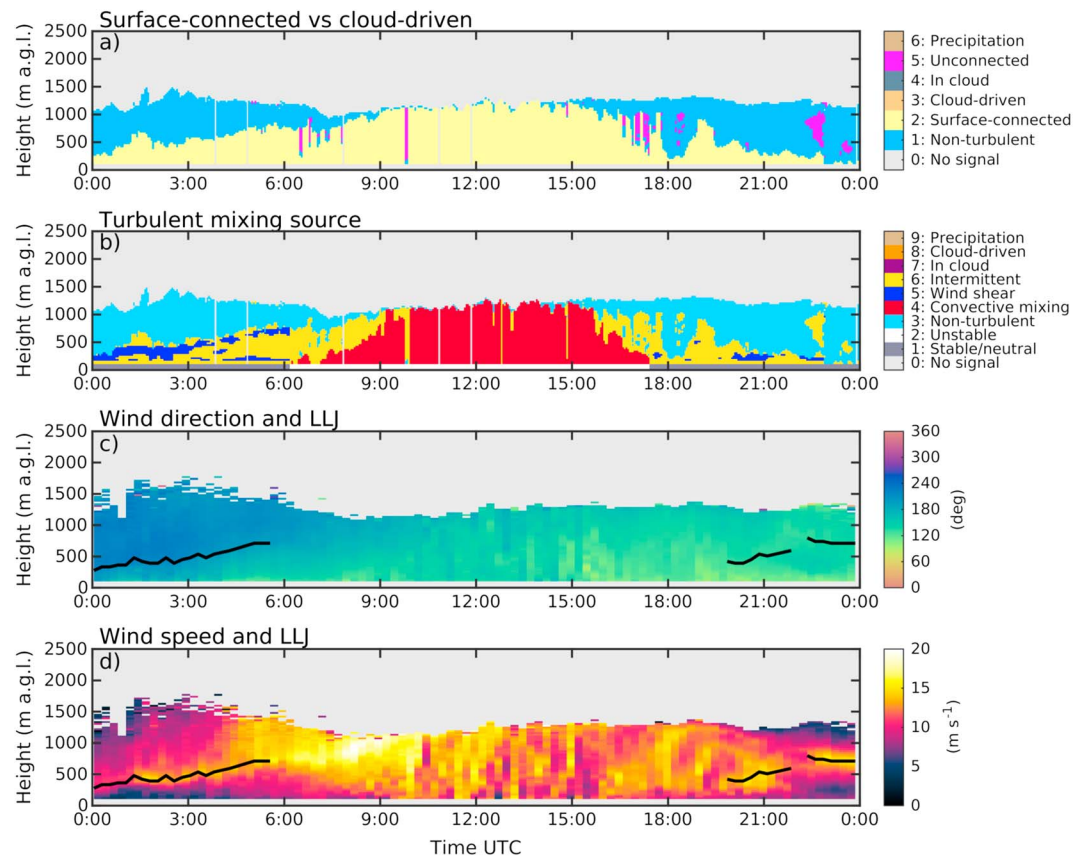 Surface-connected vs cloud-driven
a)
Height (m a.g.l.)
2500
2000
1500
1000
500
0
0:00 3:00 6:00 9:00 12:00 15:00 18:00 21:00 0:00
6: Precipitation
5: Unconnected
4: In cloud
3: Cloud-driven
2: Surface-connected
1: Non-turbulent
0: No signal
Turbulent mixing source
b)
Height (m a.g.l.)
2500
2000
1500
1000
500
0
0:00 3:00 6:00 9:00 12:00 15:00 18:00 21:00 0:00
9: Precipitation
8: Cloud-driven
7: In cloud
6: Intermittent
5: Wind shear
4: Convective mixing
3: Non-turbulent
2: Unstable
1: Stable/neutral
0: No signal
Wind direction and LLJ
c)
Height (m a.g.l.)
2500
2000
1500
1000
500
0
0:00 3:00 6:00 9:00 12:00 15:00 18:00 21:00 0:00
360
300
240
180
120
60
0
(deg)
Wind speed and LLJ
d)
Height (m a.g.l.)
2500
2000
1500
1000
500
0
0:00 3:00 6:00 9:00 12:00 15:00 18:00 21:00 0:00
20
15
10
5
0
(m s⁻¹)
Time UTC